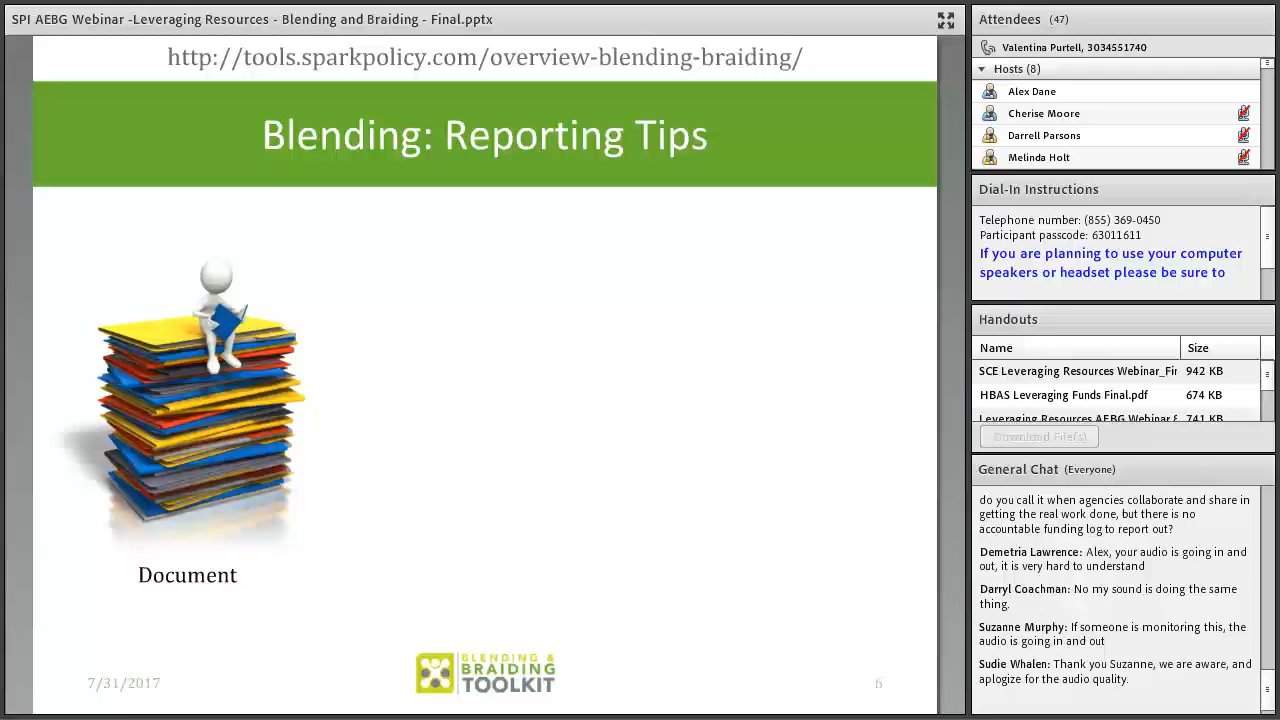 SPI AEBG Webinar -Leveraging Resources - Blending and Braiding - Final.pptx
http://tools.sparkpolicy.com/overview-blending-braiding/
Blending: Reporting Tips
Document
7/31/2017
BLENDING &
BRAIDING
TOOLKIT
6
Attendees (47)
Valentina Purtell, 3034551740
Hosts (8)
Alex Dane
Cherise Moore
Darrell Parsons
Melinda Holt
Dial-In Instructions
Telephone number: (855) 369-0450
Participant passcode: 63011611
If you are planning to use your computer
speakers or headset please be sure to
Handouts
Name Size
SCE Leveraging Resources Webinar_Fir 942 KB
HBAS Leveraging Funds Final.pdf 674 KB
Leveraging Resources AEBG Webinar 741 KB
Download File(s)
General Chat (Everyone)
do you call it when agencies collaborate and share in
getting the real work done, but there is no
accountable funding log to report out?
Demetria Lawrence: Alex, your audio is going in and
out, it is very hard to understand
Darryl Coachman: No my sound is doing the same
thing.
Suzanne Murphy: If someone is monitoring this, the
audio is going in and out
Sudie Whalen: Thank you Suzanne, we are aware, and
aplogize for the audio quality.